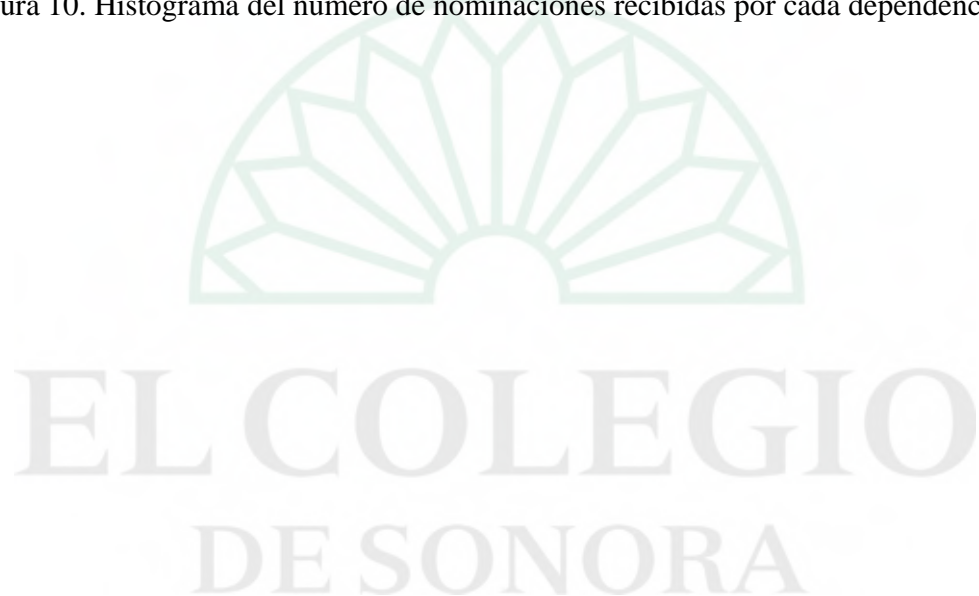 ura 10. Histograma del número de nominaciones recibidas por cada dependenc
EL COLEGIO
DE SONORA